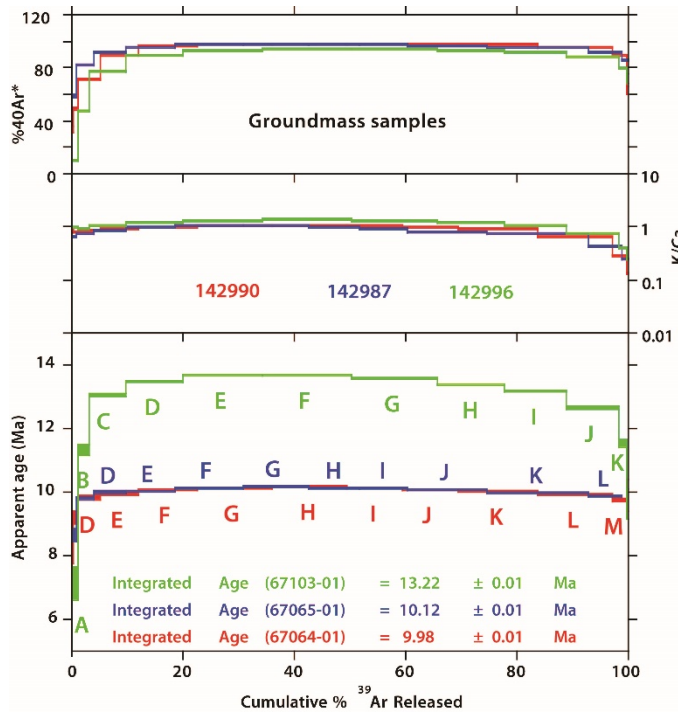 120
80
40
0
%40Ar*
Groundmass samples
10
1
0.1
0.01
K/Ca
142990 142987 142996
14
12
10
8
6
Apparent age (Ma)
C D E F G H I J K
B D E F G H I J K L
D E F G H I J K L M
A
Integrated Age (67103-01) = 13.22 ± 0.01 Ma
Integrated Age (67065-01) = 10.12 ± 0.01 Ma
Integrated Age (67064-01) = 9.98 ± 0.01 Ma
0 20 40 60 80 100
Cumulative % ³⁹Ar Released